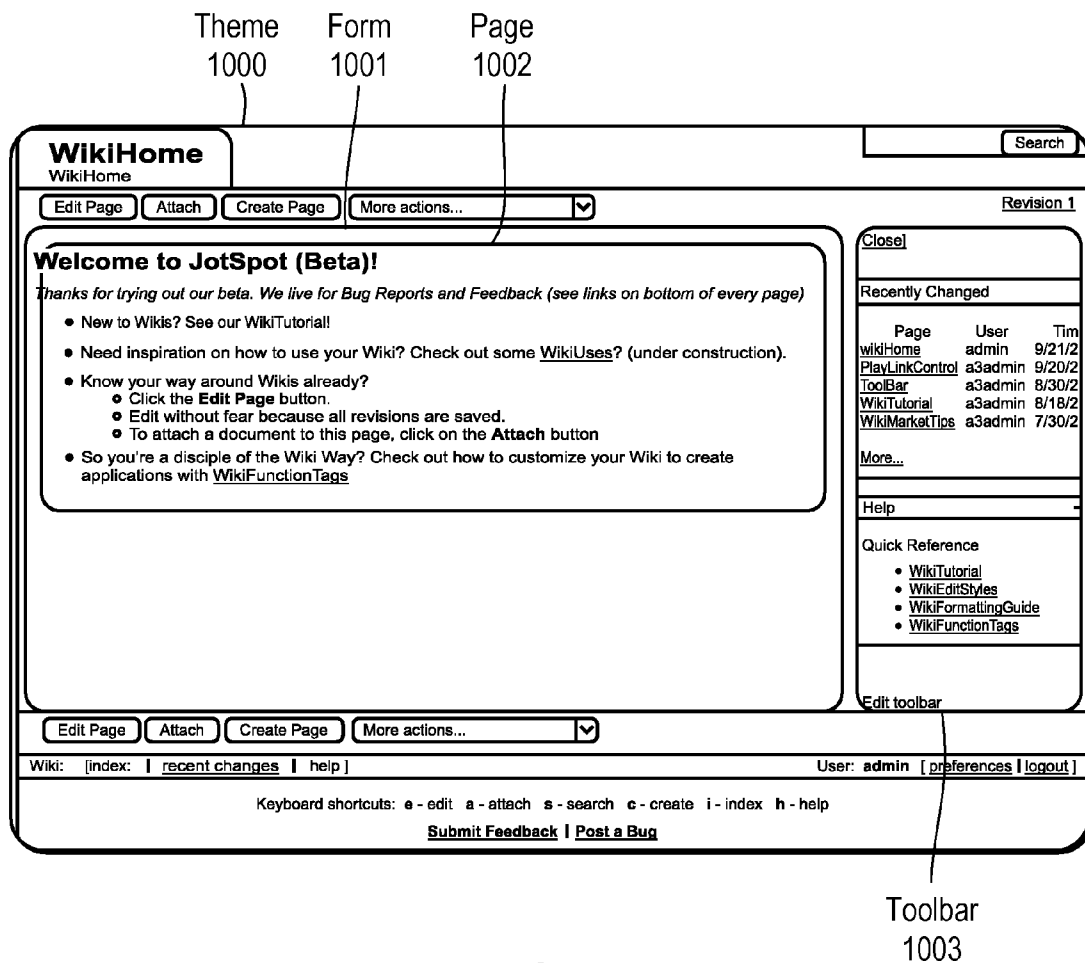 Theme Form Page
1000 1001 1002
WikiHome
WikiHome
Search
Edit Page Attach Create Page More actions...
Revision 1
Welcome to JotSpot (Beta)!
Thanks for trying out our beta. We live for Bug Reports and Feedback (see links on bottom of every page)
• New to Wikis? See our WikiTutorial!
• Need inspiration on how to use your Wiki? Check out some WikiUses? (under construction).
• Know your way around Wikis already?
Click the Edit Page button.
Edit without fear because all revisions are saved.
To attach a document to this page, click on the Attach button
• So you're a disciple of the Wiki Way? Check out how to customize your Wiki to create
applications with WikiFunctionTags
Close]
Recently Changed
Page User Tim
wikiHome admin 9/21/2
PlayLinkControl a3admin 9/20/2
ToolBar a3admin 8/30/2
WikiTutorial a3admin 8/18/2
WikiMarketTips a3admin 7/30/2
More...
Help -
Quick Reference
• WikiTutorial
• WikiEditStyles
• WikiFormattingGuide
• WikiFunctionTags
Edit toolbar
Edit Page Attach Create Page More actions...
Wiki: [index: | recent changes | help ]
User: admin [ preferences | logout ]
Keyboard shortcuts: e - edit a - attach s - search c - create i - index h - help
Submit Feedback | Post a Bug
Toolbar
1003